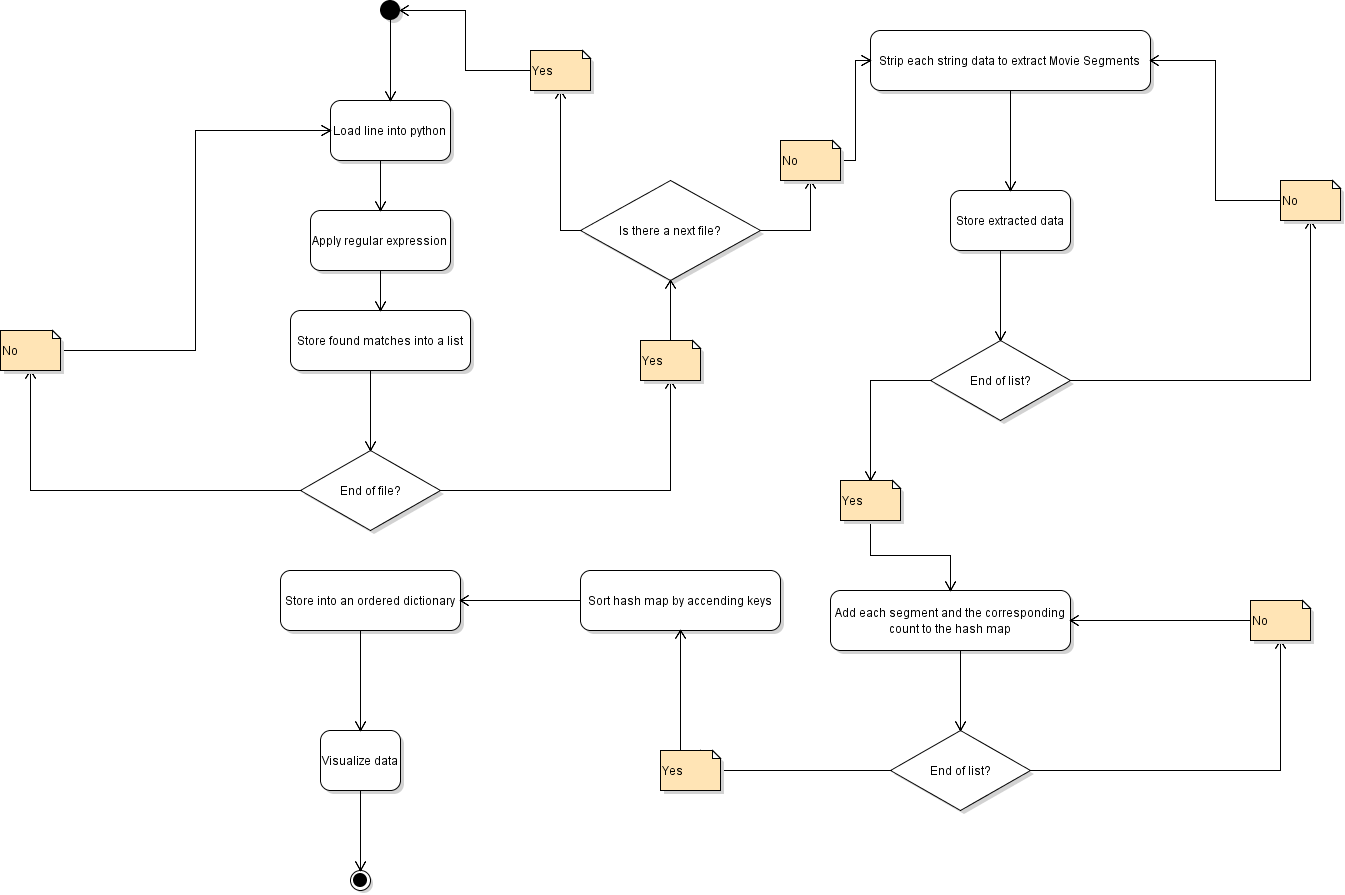 Yes
Strip each string data to extract Movie Segments
Load line into python
No
Is there a next file?
No
Store extracted data
Apply regular expression
Store found matches into a list
No
Yes
End of list?
End of file?
Yes
Store into an ordered dictionary
Sort hash map by accending keys
Add each segment and the corresponding
count to the hash map
No
Visualize data
Yes
End of list?